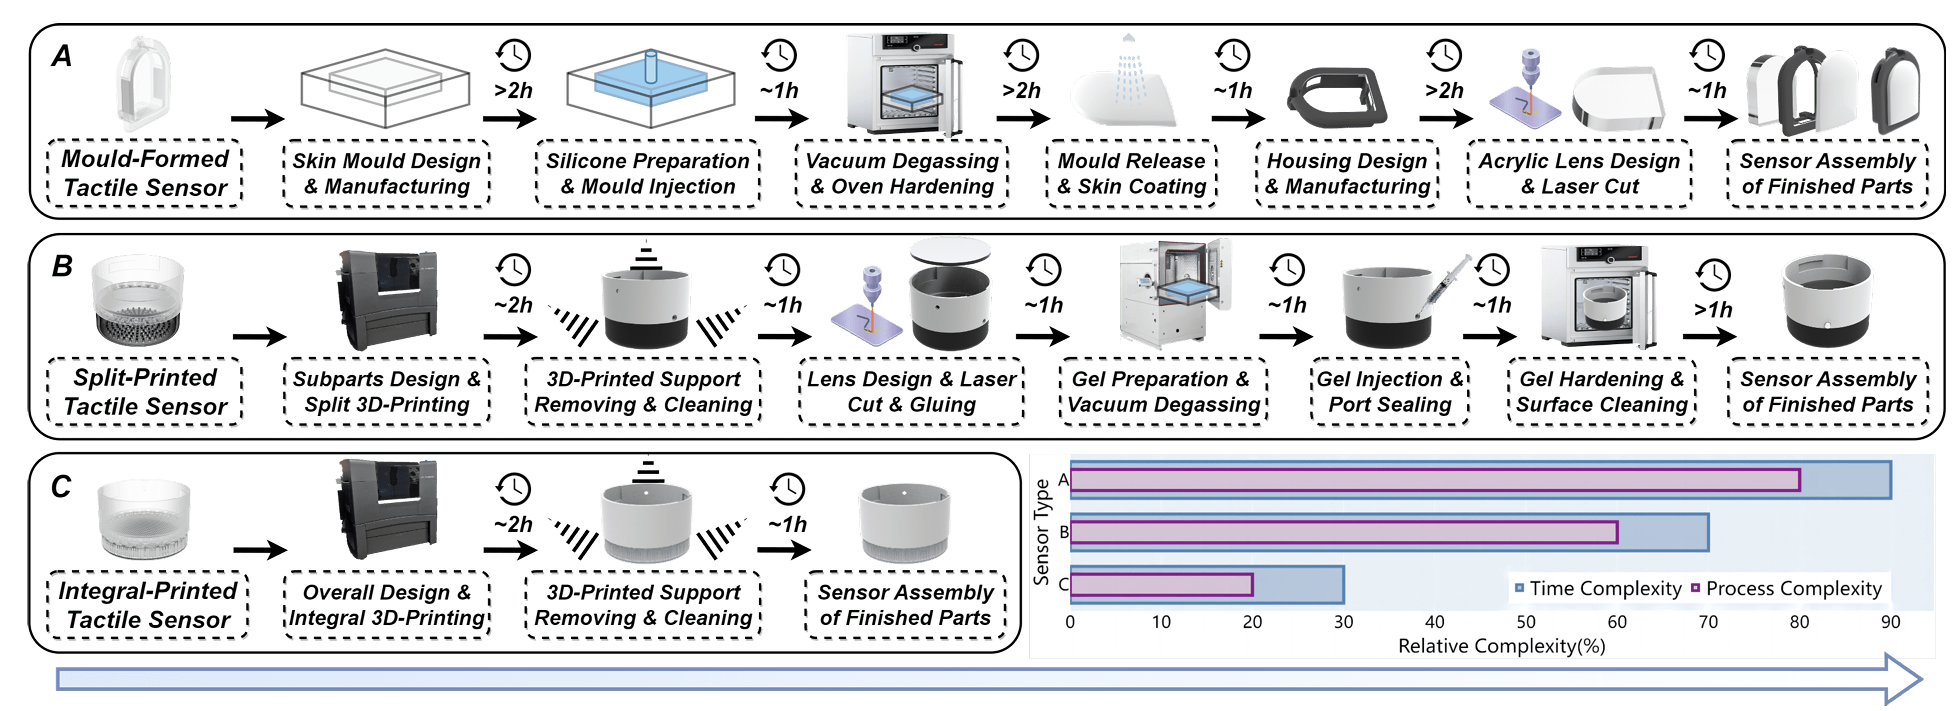 A
>2h
~1h
>2h
~1h
>2h
~1h
Mould-Formed
Tactile Sensor
Skin Mould Design
& Manufacturing
Silicone Preparation
& Mould Injection
Vacuum Degassing
& Oven Hardening
Mould Release
& Skin Coating
Housing Design
& Manufacturing
Acrylic Lens Design
& Laser Cut
Sensor Assembly
of Finished Parts
B
~2h
~1h
~1h
~1h
~1h
>1h
Split-Printed
Tactile Sensor
Subparts Design &
Split 3D-Printing
3D-Printed Support
Removing & Cleaning
Lens Design & Laser
Cut & Gluing
Gel Preparation &
Vacuum Degassing
Gel Injection &
Port Sealing
Gel Hardening &
Surface Cleaning
Sensor Assembly
of Finished Parts
C
~2h
~1h
Integral-Printed
Tactile Sensor
Overall Design &
Integral 3D-Printing
3D-Printed Support
Removing & Cleaning
Sensor Assembly
of Finished Parts
Sensor Type
A
B
C
Time Complexity
Process Complexity
0 10 20 30 40 50 60 70 80 90
Relative Complexity(%)